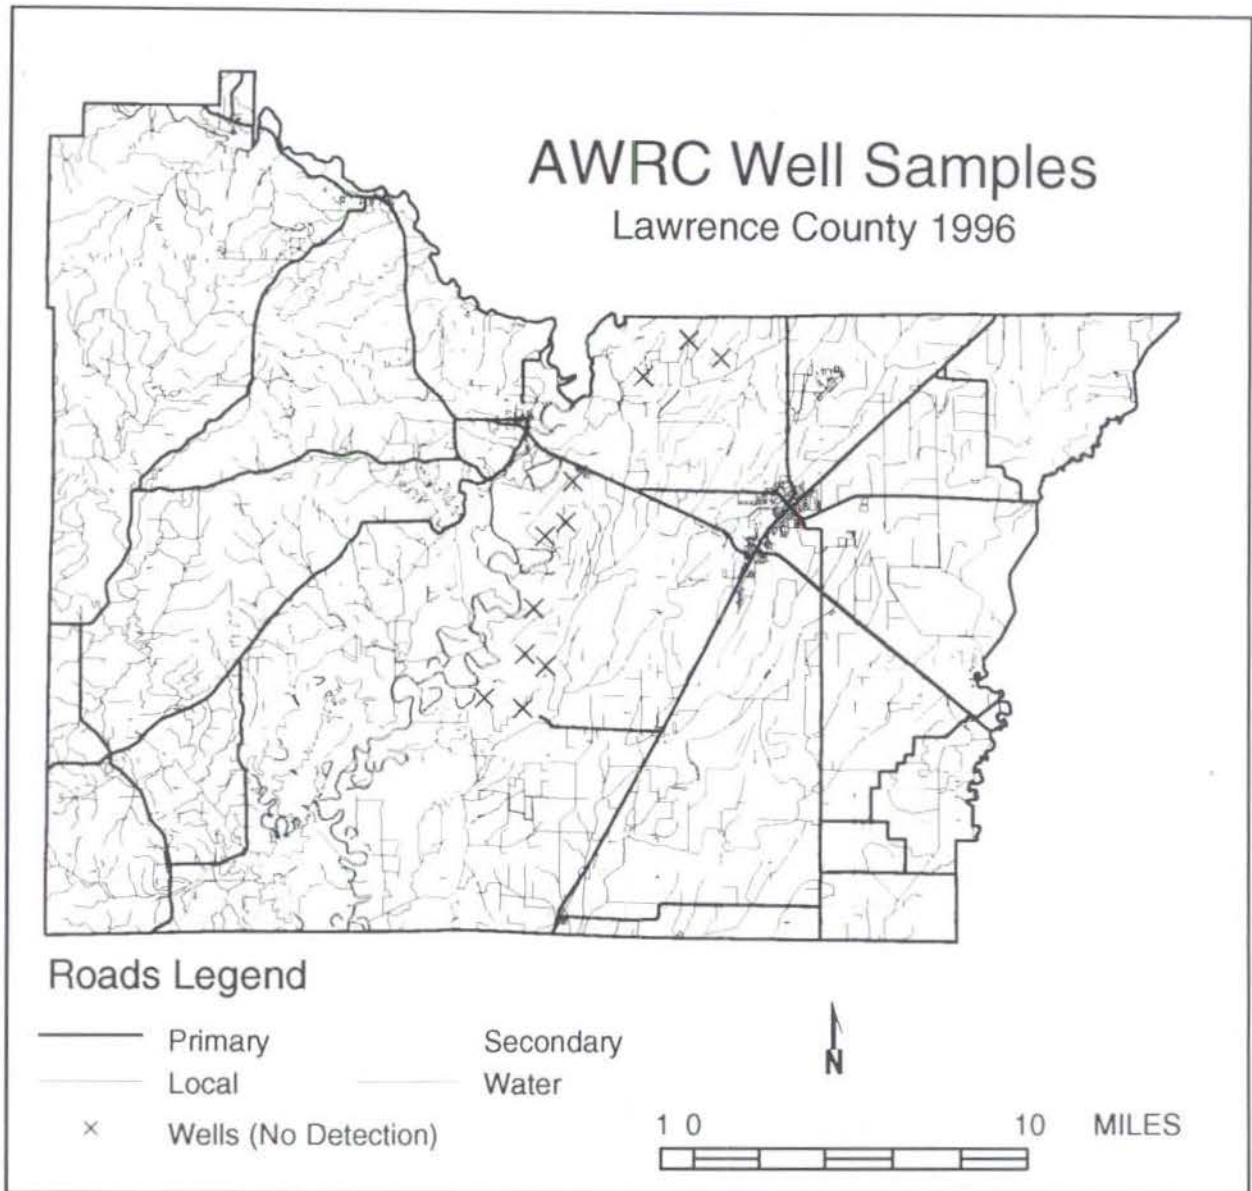 AWRC Well Samples
Lawrence County 1996
Roads Legend
Primary
Secondary
Local
Water
Wells (No Detection)
N
1 0 10 MILES